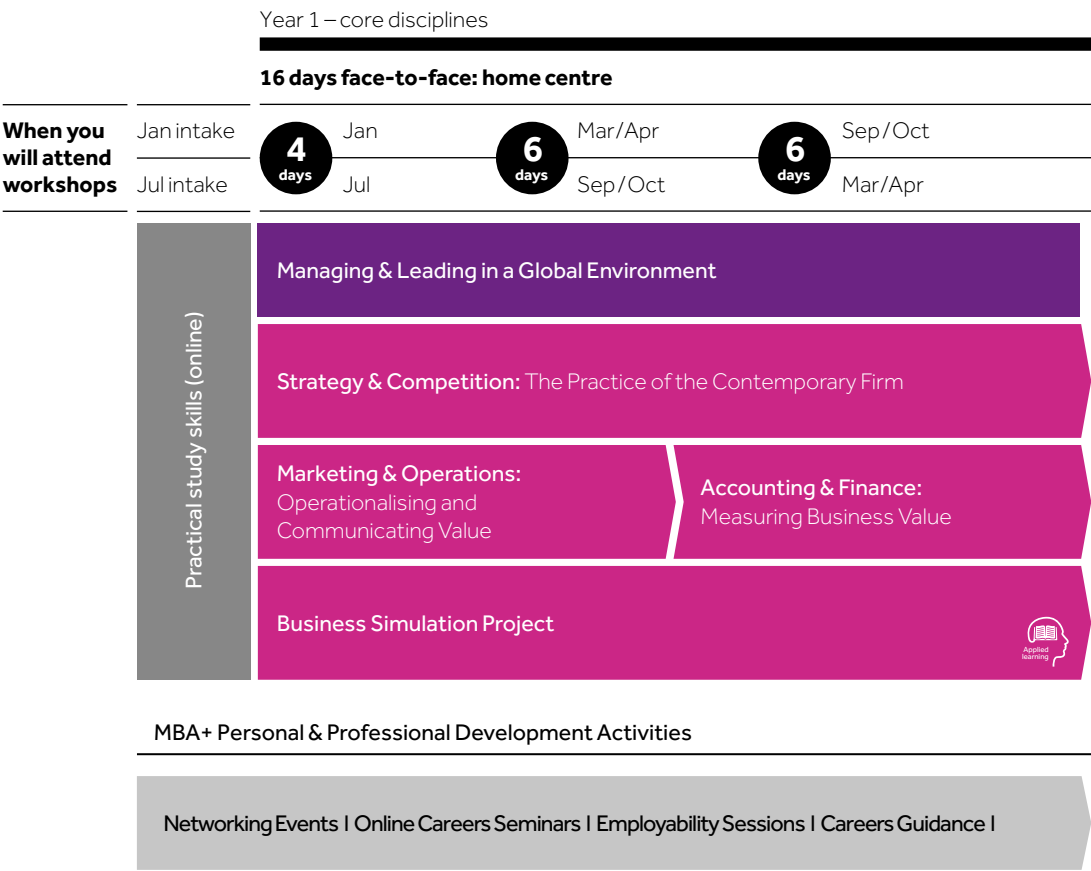 Year 1 – core disciplines
16 days face-to-face: home centre
When you
will attend
workshops
Jan intake
4
days
Jan
6
days
Mar/Apr
6
days
Sep/Oct
Jul intake
Jul
Sep/Oct
Mar/Apr
Practical study skills (online)
Managing & Leading in a Global Environment
Strategy & Competition: The Practice of the Contemporary Firm
Marketing & Operations:
Operationalising and
Communicating Value
Accounting & Finance:
Measuring Business Value
Business Simulation Project
Applied
learning
MBA+ Personal & Professional Development Activities
Networking Events I Online Careers Seminars I Employability Sessions I Careers Guidance I